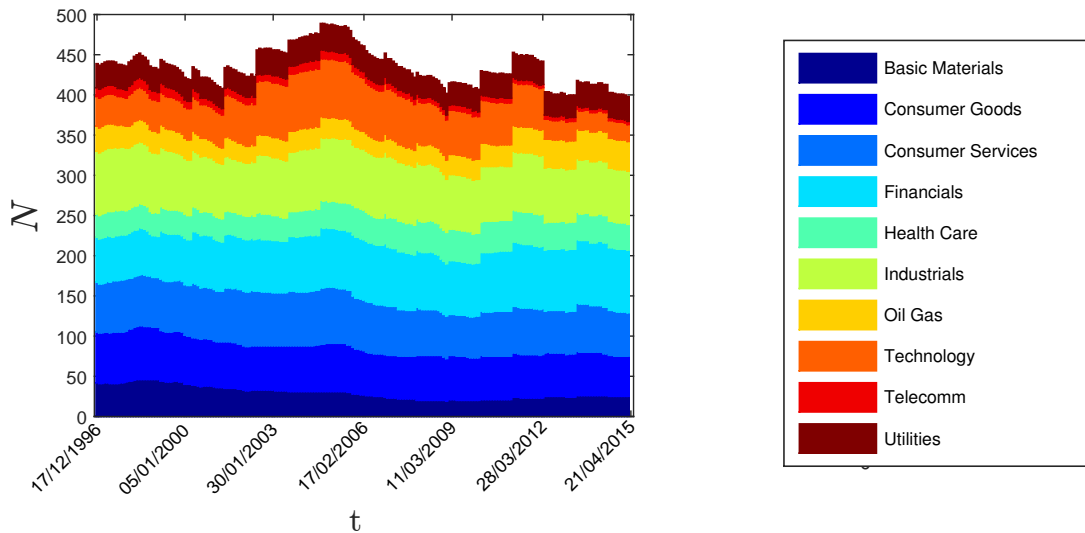 500
450
400
350
300
250
200
150
100
50
0
N
17/12/1996
05/01/2000
30/01/2003
17/02/2006
11/03/2009
28/03/2012
21/04/2015
t
Basic Materials
Consumer Goods
Consumer Services
Financials
Health Care
Industrials
Oil Gas
Technology
Telecomm
Utilities